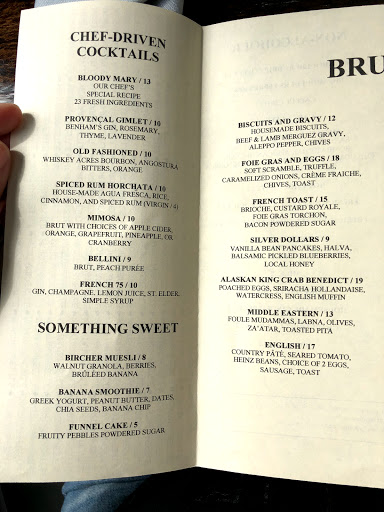 CHEF-DRIVEN
COCKTAILS
BLOODY MARY / 13
OUR CHEF'S
SPECIAL RECIPE
23 FRESH INGREDIENTS
PROVENÇAL GIMLET / 10
BENHAM'S GIN, ROSEMARY,
THYME, LAVENDER
OLD FASHIONED / 10
WHISKEY ACRES BOURBON, ANGOSTURA
BITTERS, ORANGE
SPICED RUM HORCHATA / 10
HOUSE-MADE AGUA FRESCA, RICE,
CINNAMON, AND SPICED RUM (VIRGIN / 4)
MIMOSA / 10
BRUT WITH CHOICES OF APPLE CIDER,
ORANGE, GRAPEFRUIT, PINEAPPLE, OR
CRANBERRY
BELLINI / 9
BRUT, PEACH PURÉE
FRENCH 75 / 10
GIN, CHAMPAGNE, LEMON JUICE, ST. ELDER,
SIMPLE SYRUP
SOMETHING SWEET
BIRCHER MUESLI / 8
WALNUT GRANOLA, BERRIES,
BRÛLÉED BANANA
BANANA SMOOTHIE / 7
GREEK YOGURT, PEANUT BUTTER, DATES,
CHIA SEEDS, BANANA CHIP
FUNNEL CAKE / 5
FRUITY PEBBLES POWDERED SUGAR
BRU
BISCUITS AND GRAVY / 12
HOUSEMADE BISCUITS,
BEEF & LAMB MERGUEZ GRAVY,
ALEPPO PEPPER, CHIVES
FOIE GRAS AND EGGS / 18
SOFT SCRAMBLE, TRUFFLE,
CARAMELIZED ONIONS, CRÈME FRAICHE,
CHIVES, TOAST
FRENCH TOAST / 15
BRIOCHE, CUSTARD ROYALE,
FOIE GRAS TORCHON,
BACON POWDERED SUGAR
SILVER DOLLARS / 9
VANILLA BEAN PANCAKES, HALVA,
BALSAMIC PICKLED BLUEBERRIES,
LOCAL HONEY
ALASKAN KING CRAB BENEDICT / 19
POACHED EGGS, SRIRACHA HOLLANDAISE,
WATERCRESS, ENGLISH MUFFIN
MIDDLE EASTERN / 13
FOULE MUDAMMAS, LABNA, OLIVES,
ZA'ATAR, TOASTED PITA
ENGLISH / 17
COUNTRY PÂTÉ, SEARED TOMATO,
HEINZ BEANS, CHOICE OF 2 EGGS,
SAUSAGE, TOAST